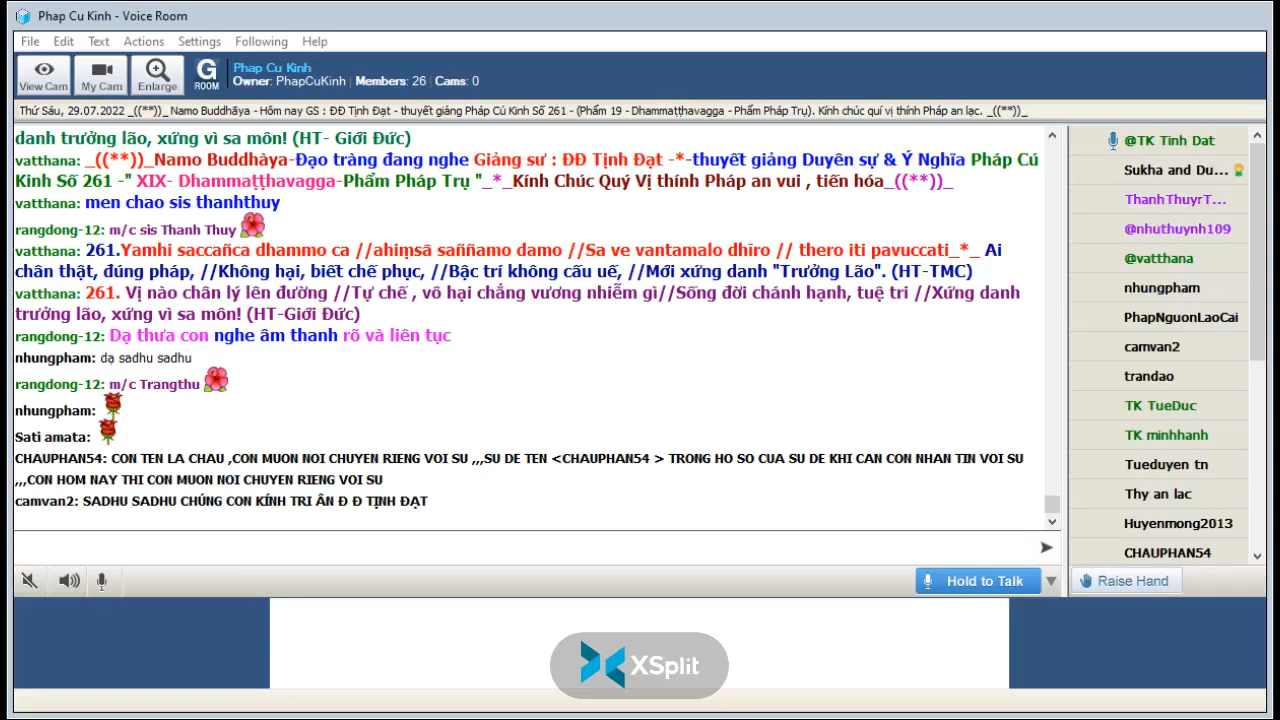 Phap Cu Kinh - Voice Room
File Edit Text Actions Settings Following Help
View Cam My Cam Enlarge G ROOM Phap Cu Kinh
Owner: PhapCuKinh | Members: 26 | Cams: 0
Thứ Sáu, 29.07.2022 _((**))_ Namo Buddhāya - Hôm nay GS : ĐĐ Tịnh Đạt - thuyết giảng Pháp Cú Kinh Số 261 - (Phẩm 19 - Dhammaṭṭhavagga - Phẩm Pháp Trụ). Kính chúc quí vị thính Pháp an lạc. _((**))_
danh trưởng lão, xứng vì sa môn! (HT- Giới Đức)
vatthana: _((**))_Namo Buddhàya-Đạo tràng đang nghe Giảng sư : ĐĐ Tịnh Đạt -*-thuyết giảng Duyên sự & Ý Nghĩa Pháp Cú
Kinh Số 261 -" XIX- Dhammaṭṭhavagga-Phẩm Pháp Trụ "_*_Kính Chúc Quý Vị thính Pháp an vui , tiến hóa_((**))_
vatthana: men chao sis thanhthuy
rangdong-12: m/c sis Thanh Thuy
vatthana: 261.Yamhi saccañca dhammo ca //ahiṃsā saññamo damo //Sa ve vantamalo dhīro // thero iti pavuccati_*_ Ai
chân thật, đúng pháp, //Không hại, biết chế phục, //Bậc trí không cấu uế, //Mới xứng danh "Trưởng Lão". (HT-TMC)
vatthana: 261. Vị nào chân lý lên đường //Tự chế , vô hại chẳng vương nhiễm gì//Sống đời chánh hạnh, tuệ tri //Xứng danh
trưởng lão, xứng vì sa môn! (HT-Giới Đức)
rangdong-12: Dạ thưa con nghe âm thanh rõ và liên tục
nhungpham: dạ sadhu sadhu
rangdong-12: m/c Trangthu
nhungpham:
Sati amata:
CHAUPHAN54: CON TEN LA CHAU ,CON MUON NOI CHUYEN RIENG VOI SU ,,,SU DE TEN <CHAUPHAN54 > TRONG HO SO CUA SU DE KHI CAN CON NHAN TIN VOI SU
,,,CON HOM NAY THI CON MUON NOI CHUYEN RIENG VOI SU
camvan2: SADHU SADHU CHÚNG CON KÍNH TRI ÂN Đ Đ TỊNH ĐẠT
@TK Tinh Dat
Sukha and Du...
ThanhThuyrT...
@nhuthuynh109
@vatthana
nhungpham
PhapNguonLaoCai
camvan2
trandao
TK TueDuc
TK minhhanh
Tueduyen tn
Thy an lac
Huyenmong2013
CHAUPHAN54
Hold to Talk
Raise Hand
XSplit